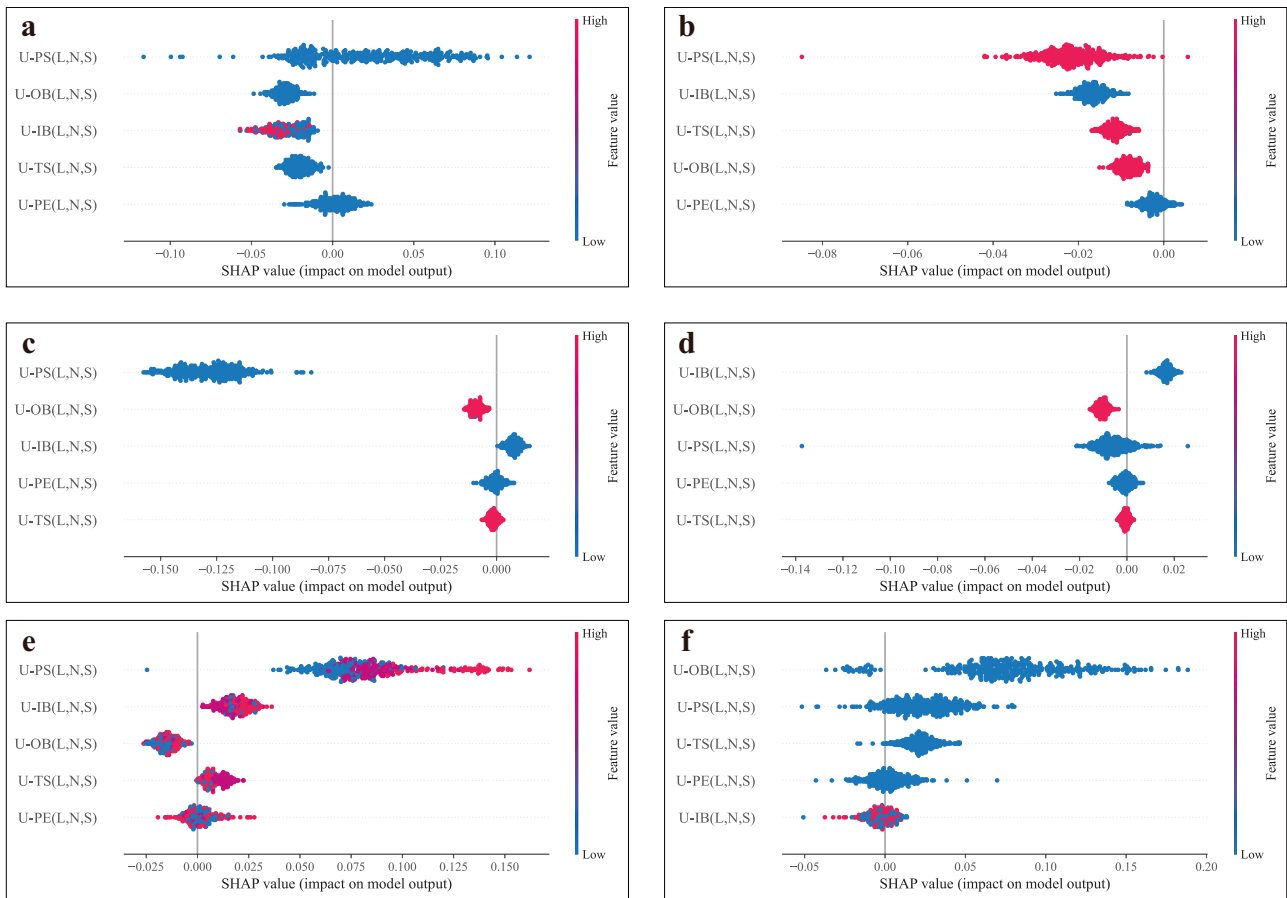 a
High
U-PS(L,N,S)
U-OB(L,N,S)
U-IB(L,N,S)
U-TS(L,N,S)
U-PE(L,N,S)
Feature value
Low
−0.10 −0.05 0.00 0.05 0.10
SHAP value (impact on model output)
b
High
U-PS(L,N,S)
U-IB(L,N,S)
U-TS(L,N,S)
U-OB(L,N,S)
U-PE(L,N,S)
Feature value
Low
−0.08 −0.06 −0.04 −0.02 0.00
SHAP value (impact on model output)
c
High
U-PS(L,N,S)
U-OB(L,N,S)
U-IB(L,N,S)
U-PE(L,N,S)
U-TS(L,N,S)
Feature value
Low
−0.150 −0.125 −0.100 −0.075 −0.050 −0.025 0.000
SHAP value (impact on model output)
d
High
U-IB(L,N,S)
U-OB(L,N,S)
U-PS(L,N,S)
U-PE(L,N,S)
U-TS(L,N,S)
Feature value
Low
−0.14 −0.12 −0.10 −0.08 −0.06 −0.04 −0.02 0.00 0.02
SHAP value (impact on model output)
e
High
U-PS(L,N,S)
U-IB(L,N,S)
U-OB(L,N,S)
U-TS(L,N,S)
U-PE(L,N,S)
Feature value
Low
−0.025 0.000 0.025 0.050 0.075 0.100 0.125 0.150
SHAP value (impact on model output)
f
High
U-OB(L,N,S)
U-PS(L,N,S)
U-TS(L,N,S)
U-PE(L,N,S)
U-IB(L,N,S)
Feature value
Low
−0.05 0.00 0.05 0.10 0.15 0.20
SHAP value (impact on model output)